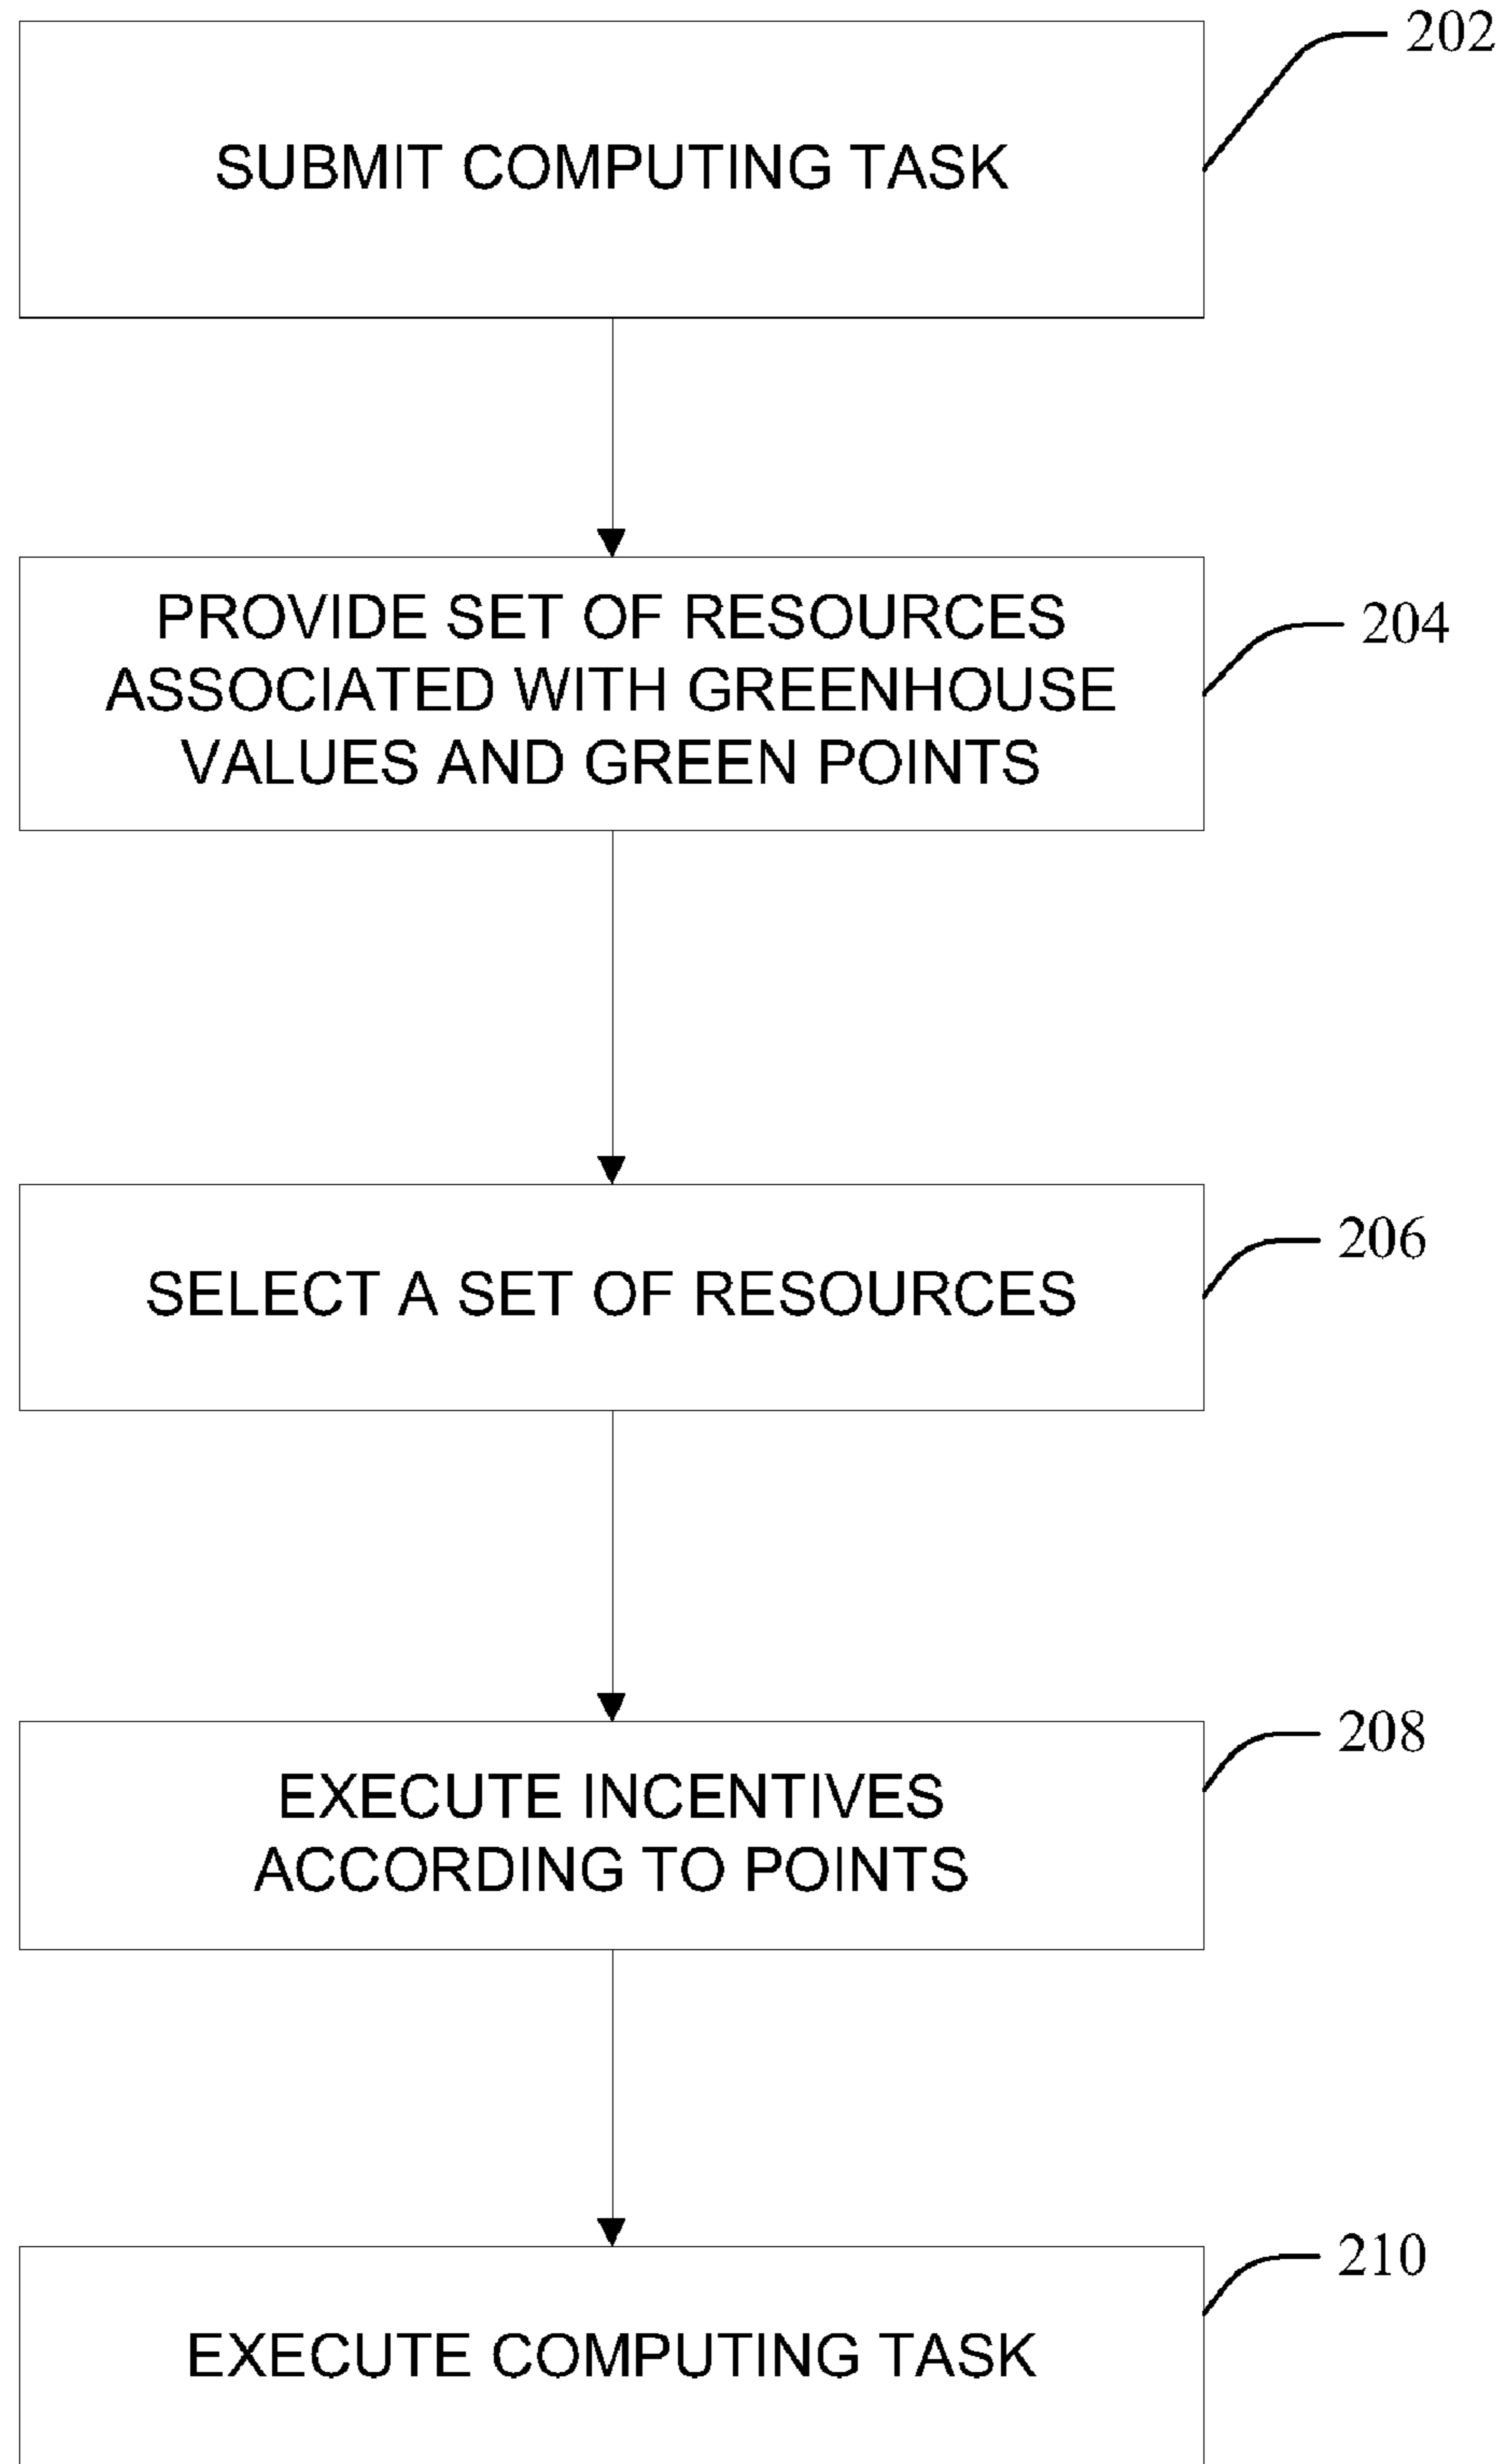 202
SUBMIT COMPUTING TASK
PROVIDE SET OF RESOURCES
204
ASSOCIATED WITH GREENHOUSE
VALUES AND GREEN POINTS
206
SELECT A SET OF RESOURCES
208
EXECUTE INCENTIVES
ACCORDING TO POINTS
210
EXECUTE COMPUTING TASK